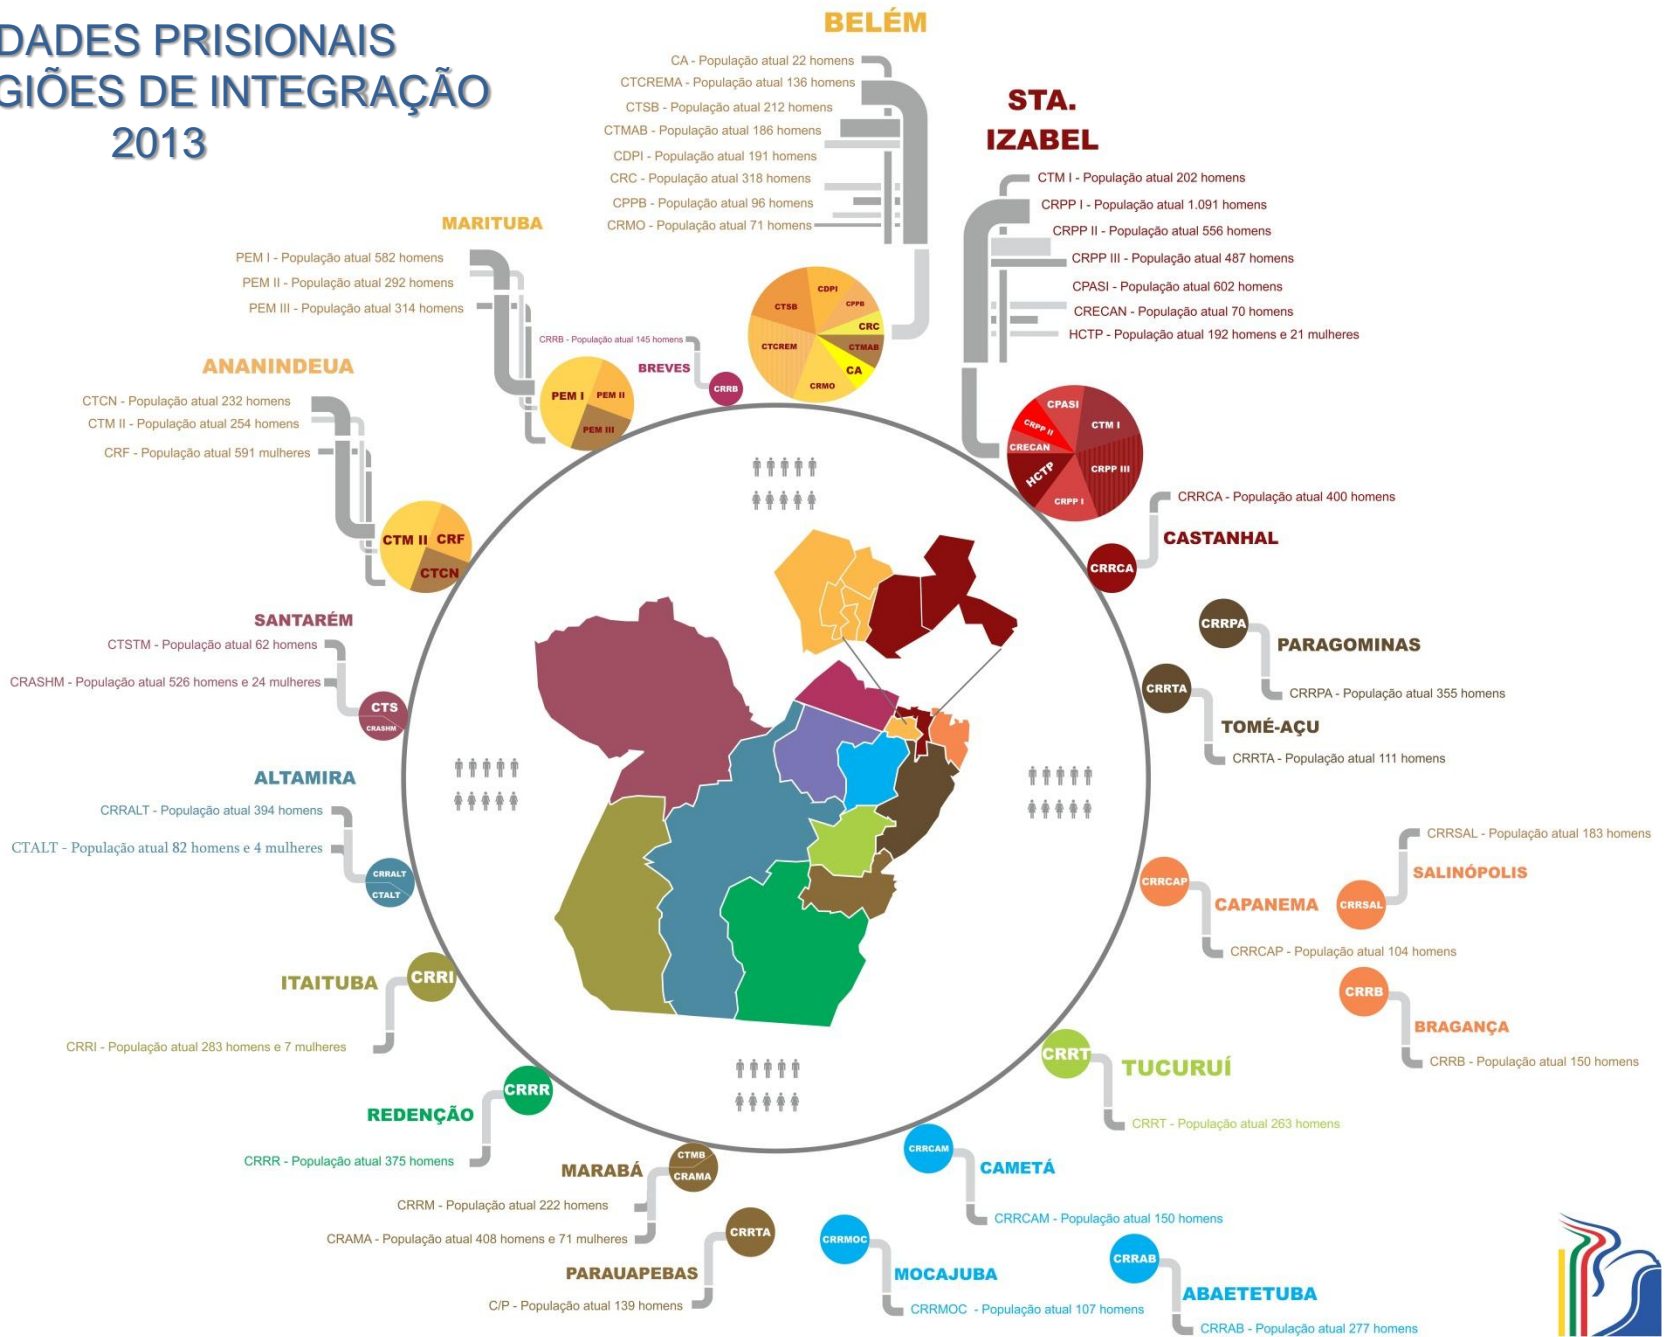 DADES PRISIONAIS
GIÕES DE INTEGRAÇÃO
2013
BELÉM
CA - População atual 22 homens
CTCREMA - População atual 136 homens
CTSB - População atual 212 homens
CTMAB - População atual 186 homens
CDPI - População atual 191 homens
CRC - População atual 318 homens
CPPB - População atual 96 homens
CRMO - População atual 71 homens
CDPI
CPPB
CTSB
CRC
CTCREM
CTMAB
CA
CRMO
STA.
IZABEL
CTM I - População atual 202 homens
CRPP I - População atual 1.091 homens
CRPP II - População atual 556 homens
CRPP III - População atual 487 homens
CPASI - População atual 602 homens
CRECAN - População atual 70 homens
HCTP - População atual 192 homens e 21 mulheres
CPASI
CRPP II
CTM I
CRECAN
HCTP
CRPP III
CRPP I
MARITUBA
PEM I - População atual 582 homens
PEM II - População atual 292 homens
PEM III - População atual 314 homens
PEM I
PEM II
PEM III
CRRB - População atual 145 homens
BREVES
CRRB
ANANINDEUA
CTCN - População atual 232 homens
CTM II - População atual 254 homens
CRF - População atual 591 mulheres
CTM II
CRF
CTCN
CRRCA - População atual 400 homens
CASTANHAL
CRRCA
CRRPA
PARAGOMINAS
CRRPA - População atual 355 homens
CRRTA
TOMÉ-AÇU
CRRTA - População atual 111 homens
SANTARÉM
CTSTM - População atual 62 homens
CRASHM - População atual 526 homens e 24 mulheres
CTS
CRASHM
ALTAMIRA
CRRALT - População atual 394 homens
CTALT - População atual 82 homens e 4 mulheres
CRRALT
CTALT
CRRSAL - População atual 183 homens
SALINÓPOLIS
CRRSAL
CRRCAP
CAPANEMA
CRRCAP - População atual 104 homens
CRRB
BRAGANÇA
CRRB - População atual 150 homens
ITAITUBA
CRRI
CRRI - População atual 283 homens e 7 mulheres
CRRT
TUCURUÍ
CRRT - População atual 263 homens
REDENÇÃO
CRRR
CRRR - População atual 375 homens
MARABÁ
CTMB
CRAMA
CRRM - População atual 222 homens
CRAMA - População atual 408 homens e 71 mulheres
CRRCAM
CAMETÁ
CRRCAM - População atual 150 homens
CRRTA
PARAUAPEBAS
C/P - População atual 139 homens
CRRMOC
MOCAJUBA
CRRMOC - População atual 107 homens
CRRAB
ABAETETUBA
CRRAB - População atual 277 homens